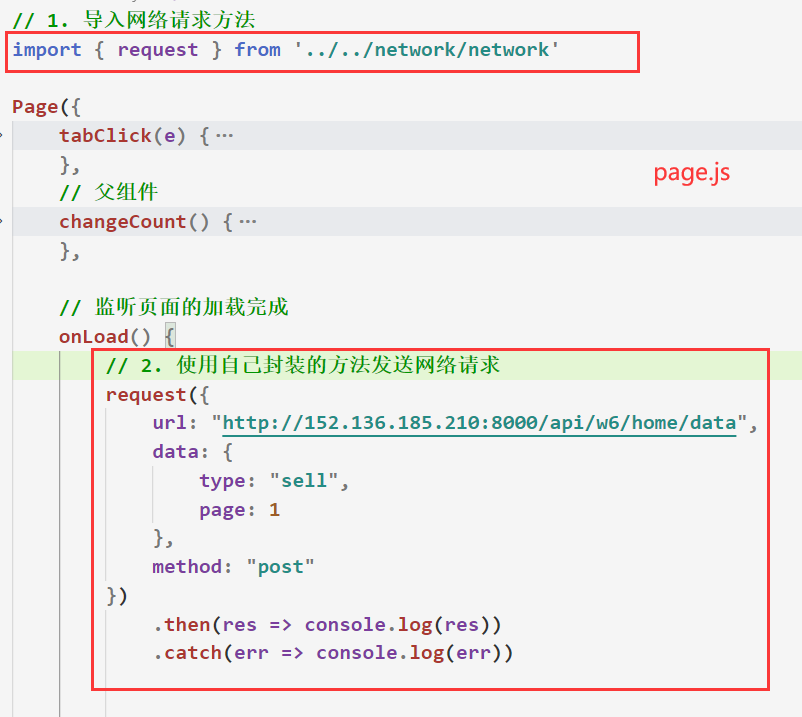 // 1. 导入网络请求方法
import { request } from '../../network/network'
Page({
tabClick(e) {···
},
page.js
// 父组件
changeCount() {···
},
// 监听页面的加载完成
onLoad() {
// 2. 使用自己封装的方法发送网络请求
request({
url: "http://152.136.185.210:8000/api/w6/home/data",
data: {
type: "sell",
page: 1
},
method: "post"
})
.then(res => console.log(res))
.catch(err => console.log(err))